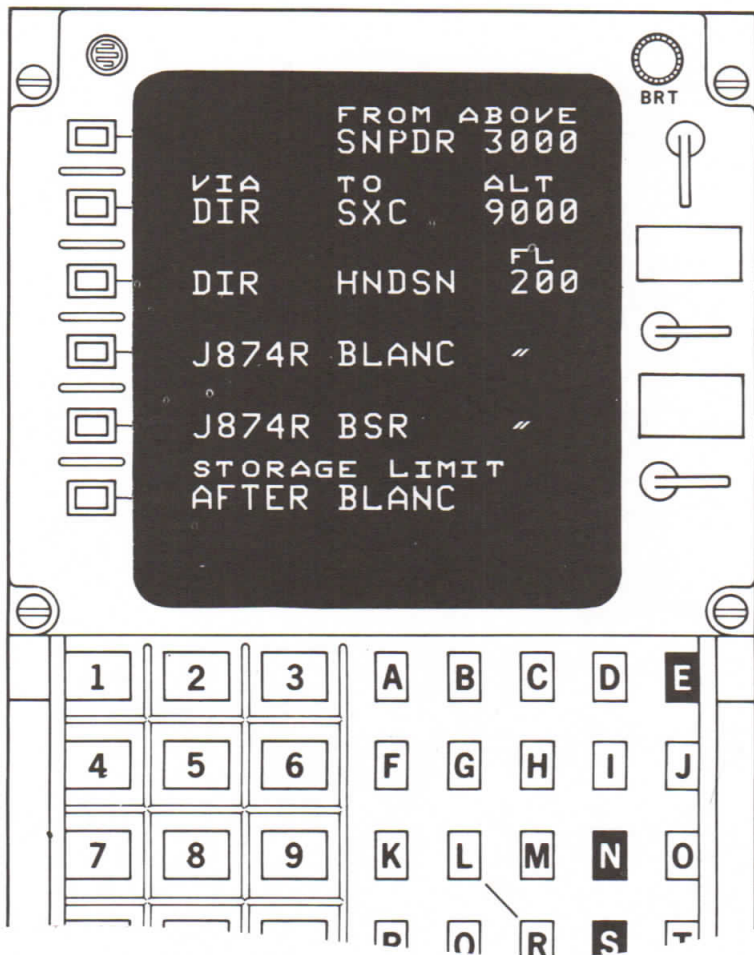 BRT
FROM ABOVE
SNPDR 3000
VIA TO ALT
DIR SXC 9000
FL
DIR HNDSN 200
J874R BLANC "
J874R BSR "
STORAGE LIMIT
AFTER BLANC
1 2 3 A B C D E
4 5 6 F G H I J
7 8 9 K L M N O
P Q R S T